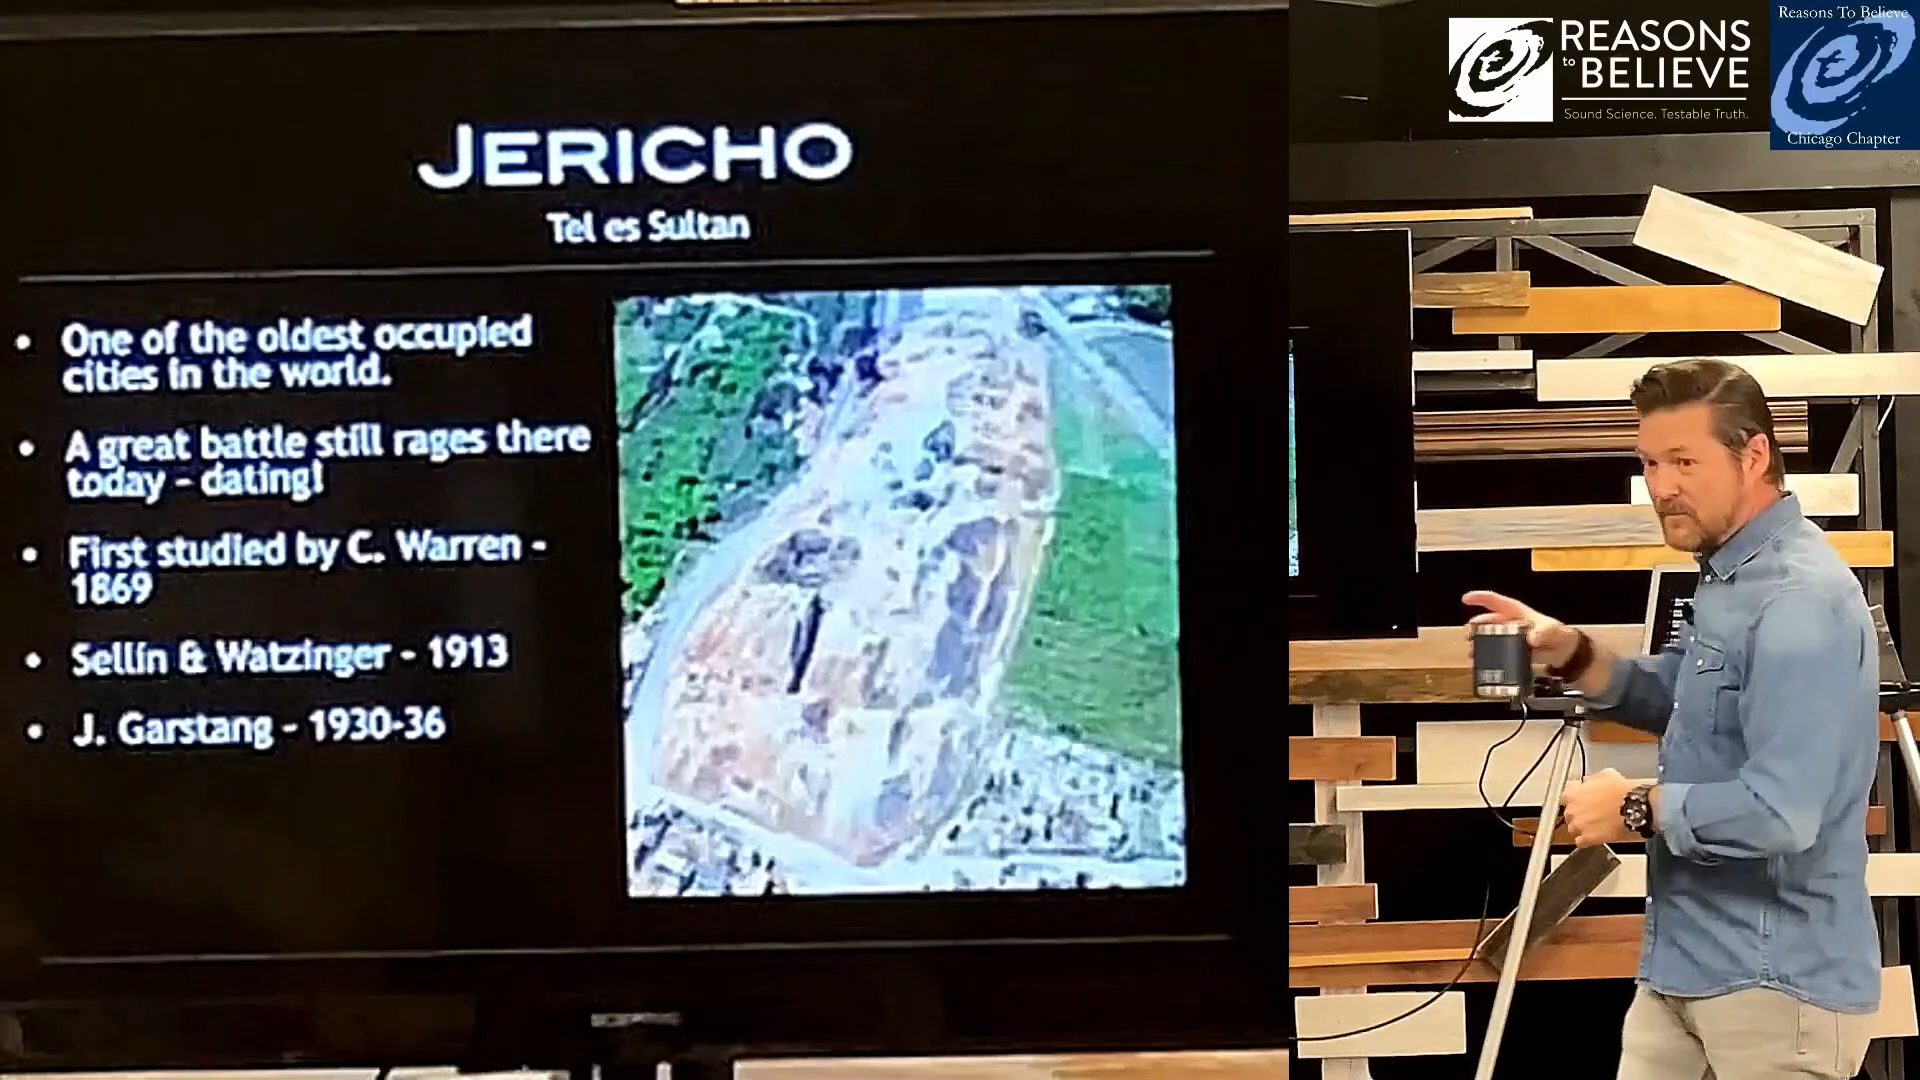 JERICHO
Tel es Sultan
• One of the oldest occupied
cities in the world.
• A great battle still rages there
today - dating!
• First studied by C. Warren -
1869
• Sellin & Watzinger - 1913
• J. Garstang - 1930-36
REASONS
to BELIEVE
Sound Science. Testable Truth.
Reasons To Believe
Chicago Chapter